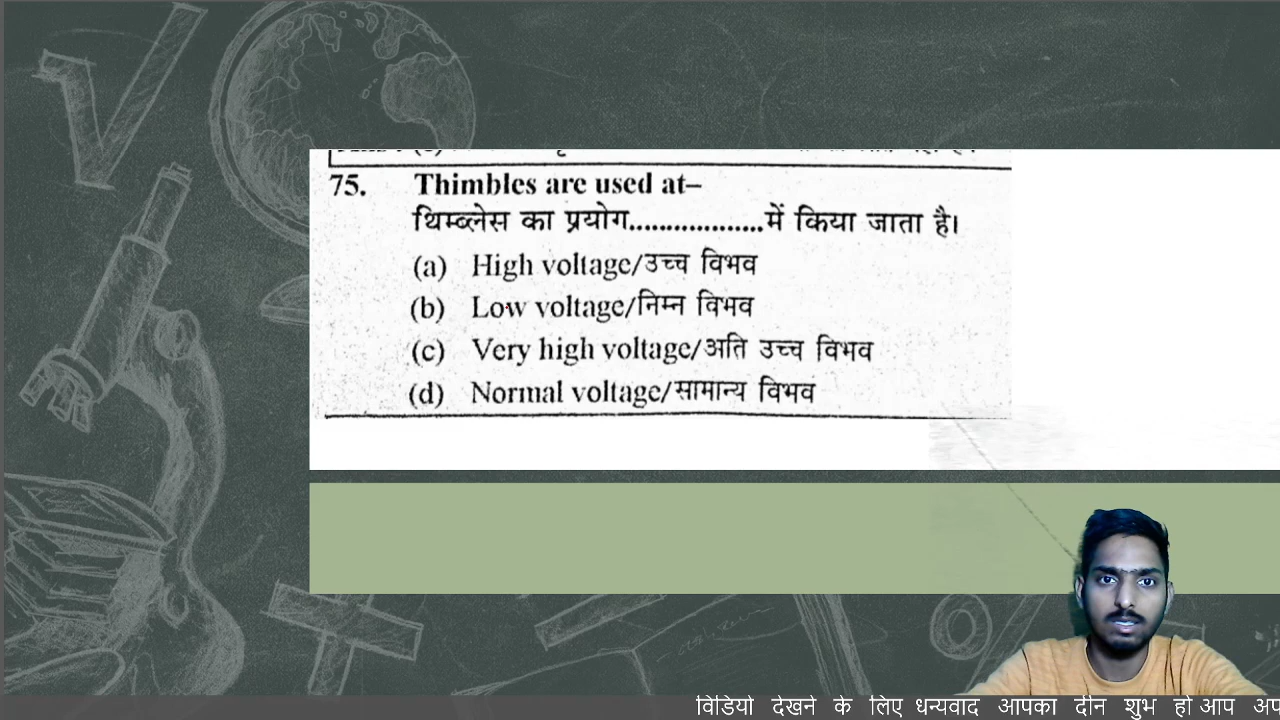 75. Thimbles are used at–
थिम्ब्लेस का प्रयोग..................में किया जाता है।
(a) High voltage/उच्च विभव
(b) Low voltage/निम्न विभव
(c) Very high voltage/अति उच्च विभव
(d) Normal voltage/सामान्य विभव
विडियो देखने के लिए धन्यवाद आपका दीन शुभ हो आप